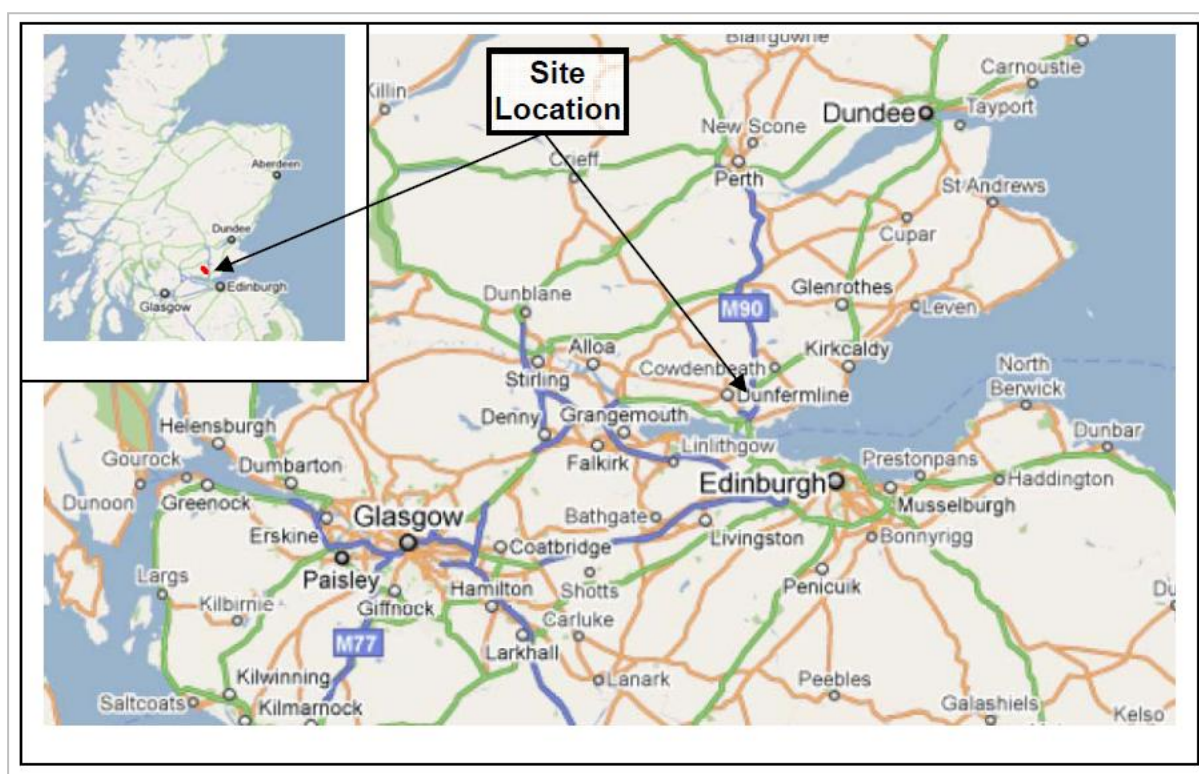 Site
Location
Aberdeen
Dundee
Edinburgh
Glasgow
Blairgowrie
Carnoustie
Killin
Dundee
Tayport
New Scone
Crieff
Perth
St Andrews
Cupar
Dunblane
M90
Glenrothes
Leven
Alloa
Cowdenbeath
Kirkcaldy
Stirling
North
Berwick
Dunfermline
Denny
Grangemouth
Helensburgh
Linlithgow
Dunbar
Gourock
Dumbarton
Falkirk
Prestonpans
Haddington
Dunoon
Greenock
Edinburgh
Musselburgh
Glasgow
Bathgate
Erskine
Livingston
Bonnyrigg
Coatbridge
Paisley
Largs
Hamilton
Shotts
Penicuik
Kilbirnie
Giffnock
Carluke
M77
Larkhall
Kilwinning
Lanark
Peebles
Saltcoats
Kilmarnock
Galashiels
Kelso